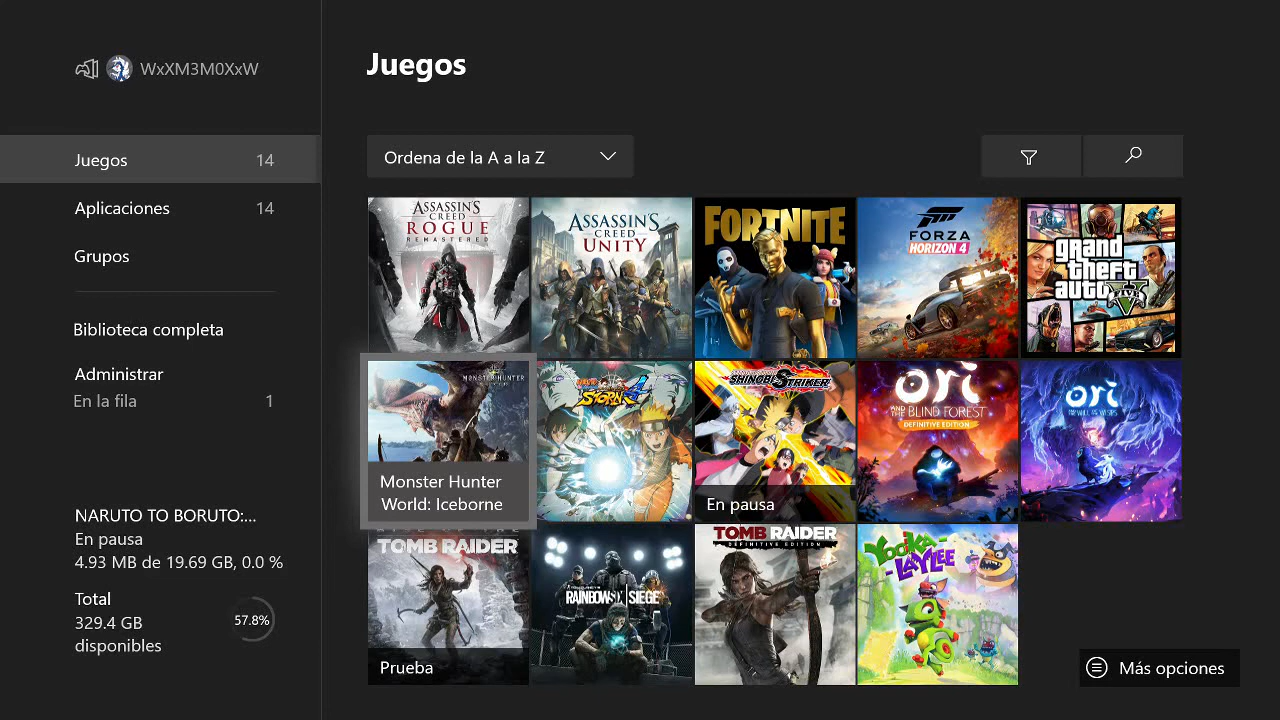 WxXM3M0XxW
Juegos 14
Aplicaciones 14
Grupos
Biblioteca completa
Administrar
En la fila 1
NARUTO TO BORUTO:...
En pausa
4.93 MB de 19.69 GB, 0.0 %
Total
329.4 GB
disponibles
57.8%
Juegos
Ordena de la A a la Z
ASSASSIN'S
CREED
ROGUE
REMASTERED
ASSASSIN'S
CREED
UNITY
FORTNITE
FORZA
HORIZON 4
grand
theft
auto
V
MONSTER HUNTER
Monster Hunter
World: Iceborne
STORM 4
SHINOBI STRIKER
En pausa
ori
AND THE BLIND FOREST
DEFINITIVE EDITION
ori
AND THE WILL OF THE WISPS
TOMB RAIDER
Prueba
RAINBOW SIX SIEGE
TOMB RAIDER
DEFINITIVE EDITION
YOOKA-
-LAYLEE
Más opciones